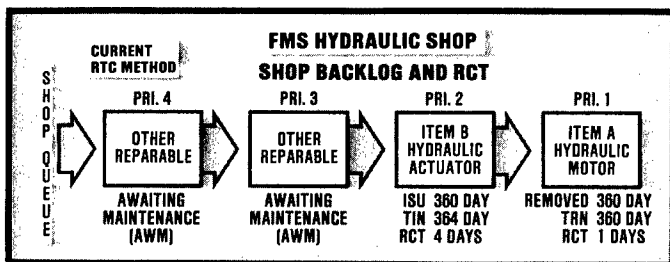 CURRENT
RTC METHOD
FMS HYDRAULIC SHOP
SHOP BACKLOG AND RCT
SHOP QUEUE
PRI. 4
PRI. 3
PRI. 2
PRI. 1
OTHER
REPARABLE
OTHER
REPARABLE
ITEM B
HYDRAULIC
ACTUATOR
ITEM A
HYDRAULIC
MOTOR
AWAITING
MAINTENANCE
(AWM)
AWAITING
MAINTENANCE
(AWM)
ISU 360 DAY
TIN 364 DAY
RCT 4 DAYS
REMOVED 360 DAY
TRN 360 DAY
RCT 1 DAYS